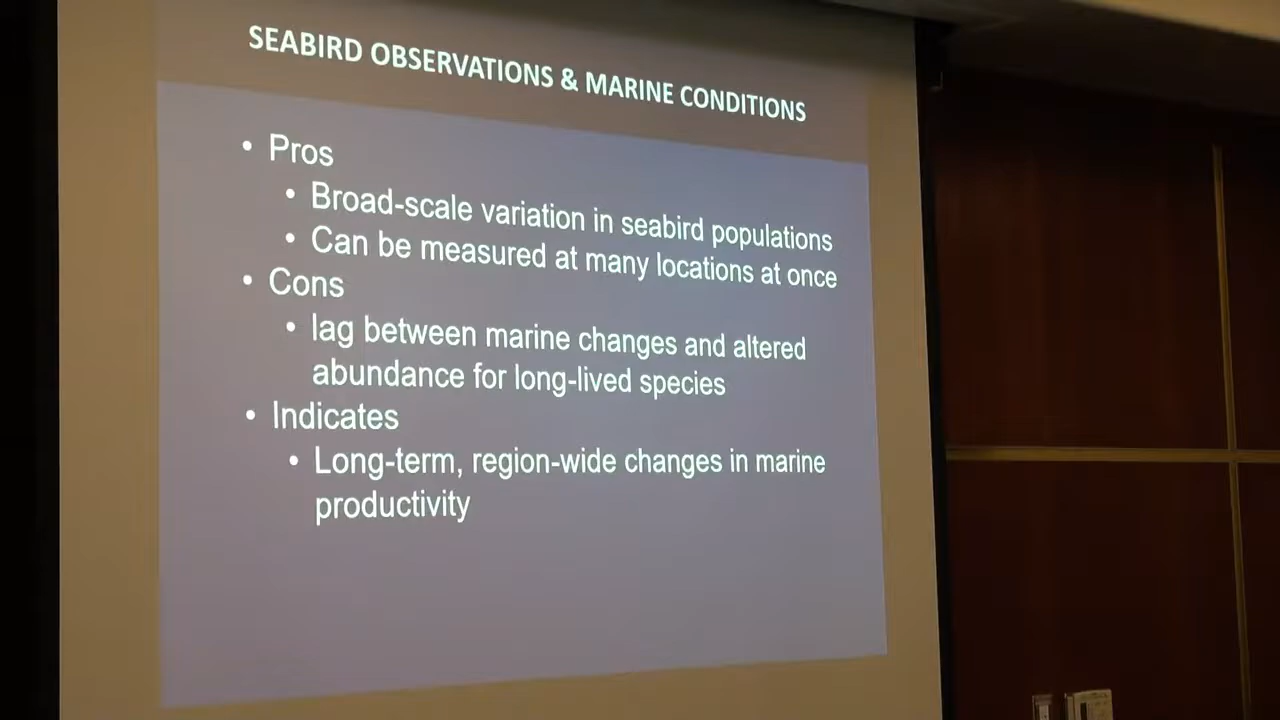 SEABIRD OBSERVATIONS & MARINE CONDITIONS
• Pros
• Broad-scale variation in seabird populations
• Can be measured at many locations at once
• Cons
• lag between marine changes and altered
abundance for long-lived species
• Indicates
• Long-term, region-wide changes in marine
productivity